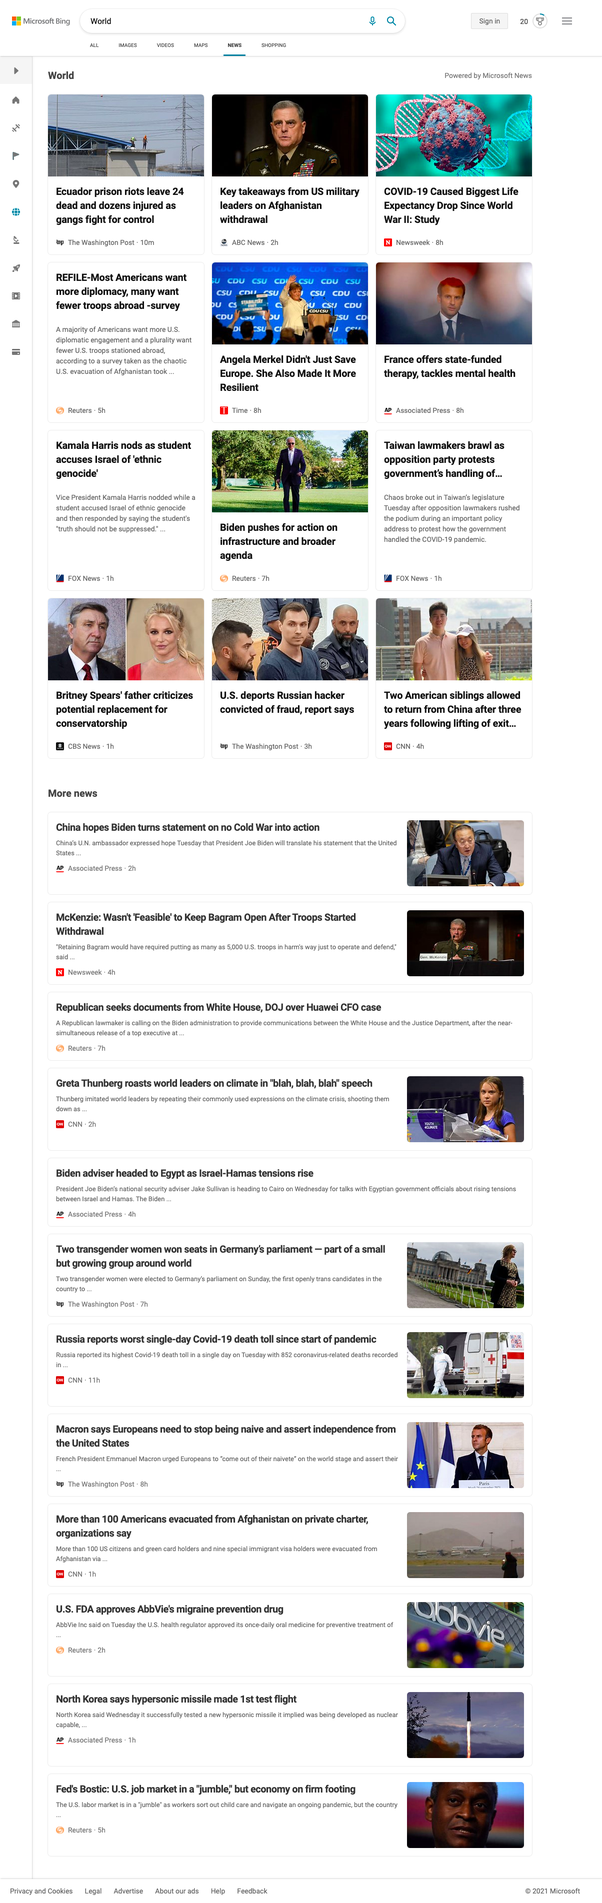 Microsoft Bing
World
Sign in
20
ALL IMAGES VIDEOS MAPS NEWS SHOPPING
World
Powered by Microsoft News
Ecuador prison riots leave 24
dead and dozens injured as
gangs fight for control
wp The Washington Post · 10m
Key takeaways from US military
leaders on Afghanistan
withdrawal
ABC News · 2h
COVID-19 Caused Biggest Life
Expectancy Drop Since World
War II: Study
N Newsweek · 8h
REFILE-Most Americans want
more diplomacy, many want
fewer troops abroad -survey
A majority of Americans want more U.S.
diplomatic engagement and a plurality want
fewer U.S. troops stationed abroad,
according to a survey taken as the chaotic
U.S. evacuation of Afghanistan took ...
Reuters · 5h
CDU CSU
Angela Merkel Didn't Just Save
Europe. She Also Made It More
Resilient
T Time · 8h
France offers state-funded
therapy, tackles mental health
AP Associated Press · 8h
Kamala Harris nods as student
accuses Israel of 'ethnic
genocide'
Vice President Kamala Harris nodded while a
student accused Israel of ethnic genocide
and then responded by saying the student's
"truth should not be suppressed." ...
FOX News · 1h
Biden pushes for action on
infrastructure and broader
agenda
Reuters · 7h
Taiwan lawmakers brawl as
opposition party protests
government's handling of...
Chaos broke out in Taiwan's legislature
Tuesday after opposition lawmakers rushed
the podium during an important policy
address to protest how the government
handled the COVID-19 pandemic.
FOX News · 1h
Britney Spears' father criticizes
potential replacement for
conservatorship
CBS News · 1h
U.S. deports Russian hacker
convicted of fraud, report says
wp The Washington Post · 3h
Two American siblings allowed
to return from China after three
years following lifting of exit...
CNN CNN · 4h
More news
China hopes Biden turns statement on no Cold War into action
China's U.N. ambassador expressed hope Tuesday that President Joe Biden will translate his statement that the United
States ...
AP Associated Press · 2h
McKenzie: Wasn't 'Feasible' to Keep Bagram Open After Troops Started
Withdrawal
"Retaining Bagram would have required putting as many as 5,000 U.S. troops in harm's way just to operate and defend,"
said ...
N Newsweek · 4h
Republican seeks documents from White House, DOJ over Huawei CFO case
A Republican lawmaker is calling on the Biden administration to provide communications between the White House and the Justice Department, after the near-
simultaneous release of a top executive at ...
Reuters · 7h
Greta Thunberg roasts world leaders on climate in "blah, blah, blah" speech
Thunberg imitated world leaders by repeating their commonly used expressions on the climate crisis, shooting them
down as ...
CNN CNN · 2h
Biden adviser headed to Egypt as Israel-Hamas tensions rise
President Joe Biden's national security adviser Jake Sullivan is heading to Cairo on Wednesday for talks with Egyptian government officials about rising tensions
between Israel and Hamas. The Biden ...
AP Associated Press · 4h
Two transgender women won seats in Germany's parliament — part of a small
but growing group around world
Two transgender women were elected to Germany's parliament on Sunday, the first openly trans candidates in the
country to ...
wp The Washington Post · 7h
Russia reports worst single-day Covid-19 death toll since start of pandemic
Russia reported its highest Covid-19 death toll in a single day on Tuesday with 852 coronavirus-related deaths recorded
in ...
CNN CNN · 11h
Macron says Europeans need to stop being naive and assert independence from
the United States
French President Emmanuel Macron urged Europeans to "come out of their naivete" on the world stage and assert their
...
wp The Washington Post · 8h
Paris
More than 100 Americans evacuated from Afghanistan on private charter,
organizations say
More than 100 US citizens and green card holders and nine special immigrant visa holders were evacuated from
Afghanistan via ...
CNN CNN · 1h
U.S. FDA approves AbbVie's migraine prevention drug
AbbVie Inc said on Tuesday the U.S. health regulator approved its once-daily oral medicine for preventive treatment of
...
Reuters · 2h
abbvie
North Korea says hypersonic missile made 1st test flight
North Korea said Wednesday it successfully tested a new hypersonic missile it implied was being developed as nuclear
capable, ...
AP Associated Press · 1h
Fed's Bostic: U.S. job market in a "jumble," but economy on firm footing
The U.S. labor market is in a "jumble" as workers sort out child care and navigate an ongoing pandemic, but the country
...
Reuters · 5h
Privacy and Cookies Legal Advertise About our ads Help Feedback
© 2021 Microsoft